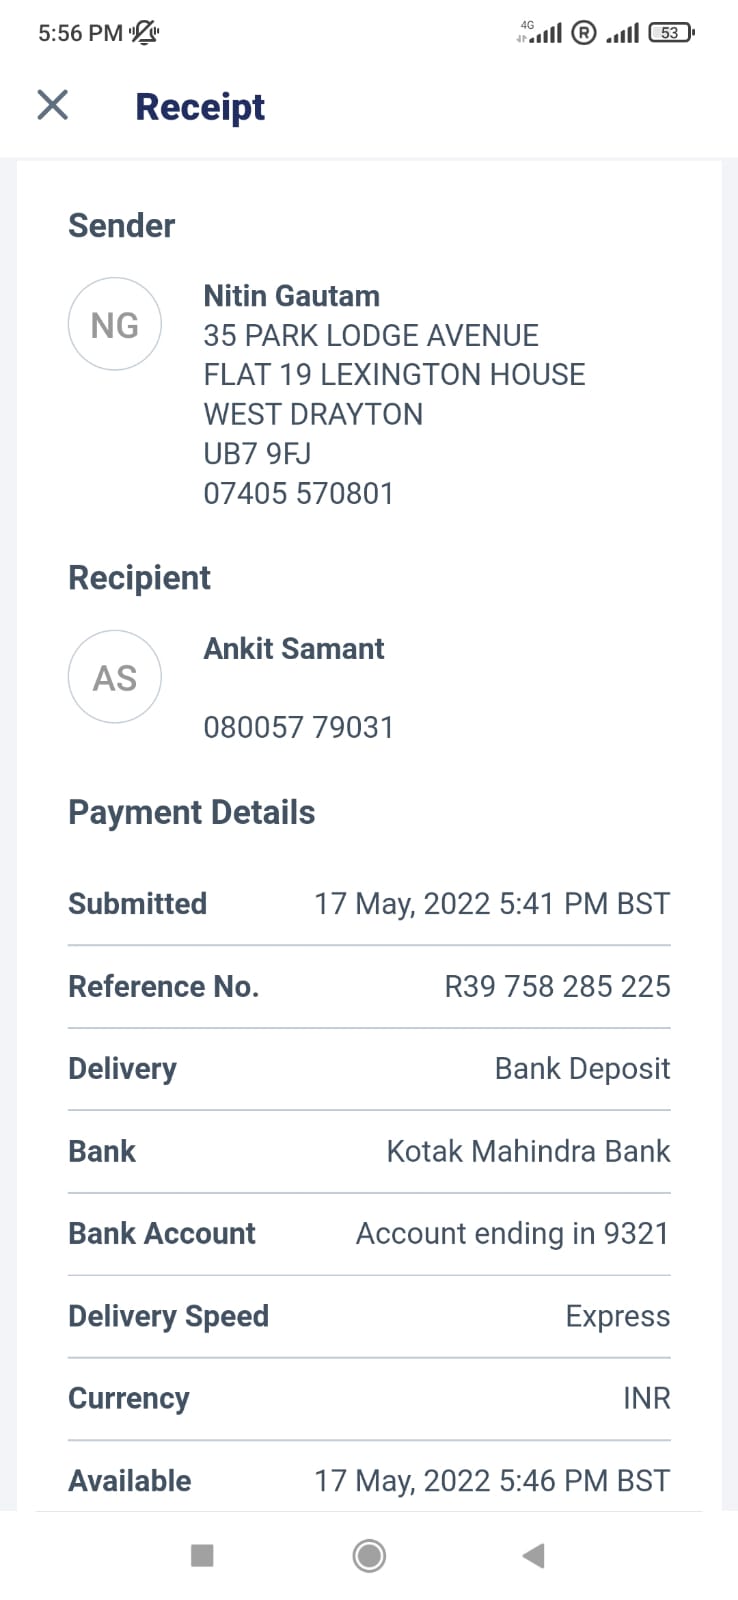 5:56 PM
4G
R
53
Receipt
Sender
NG
Nitin Gautam
35 PARK LODGE AVENUE
FLAT 19 LEXINGTON HOUSE
WEST DRAYTON
UB7 9FJ
07405 570801
Recipient
AS
Ankit Samant
080057 79031
Payment Details
Submitted 17 May, 2022 5:41 PM BST
Reference No. R39 758 285 225
Delivery Bank Deposit
Bank Kotak Mahindra Bank
Bank Account Account ending in 9321
Delivery Speed Express
Currency INR
Available 17 May, 2022 5:46 PM BST